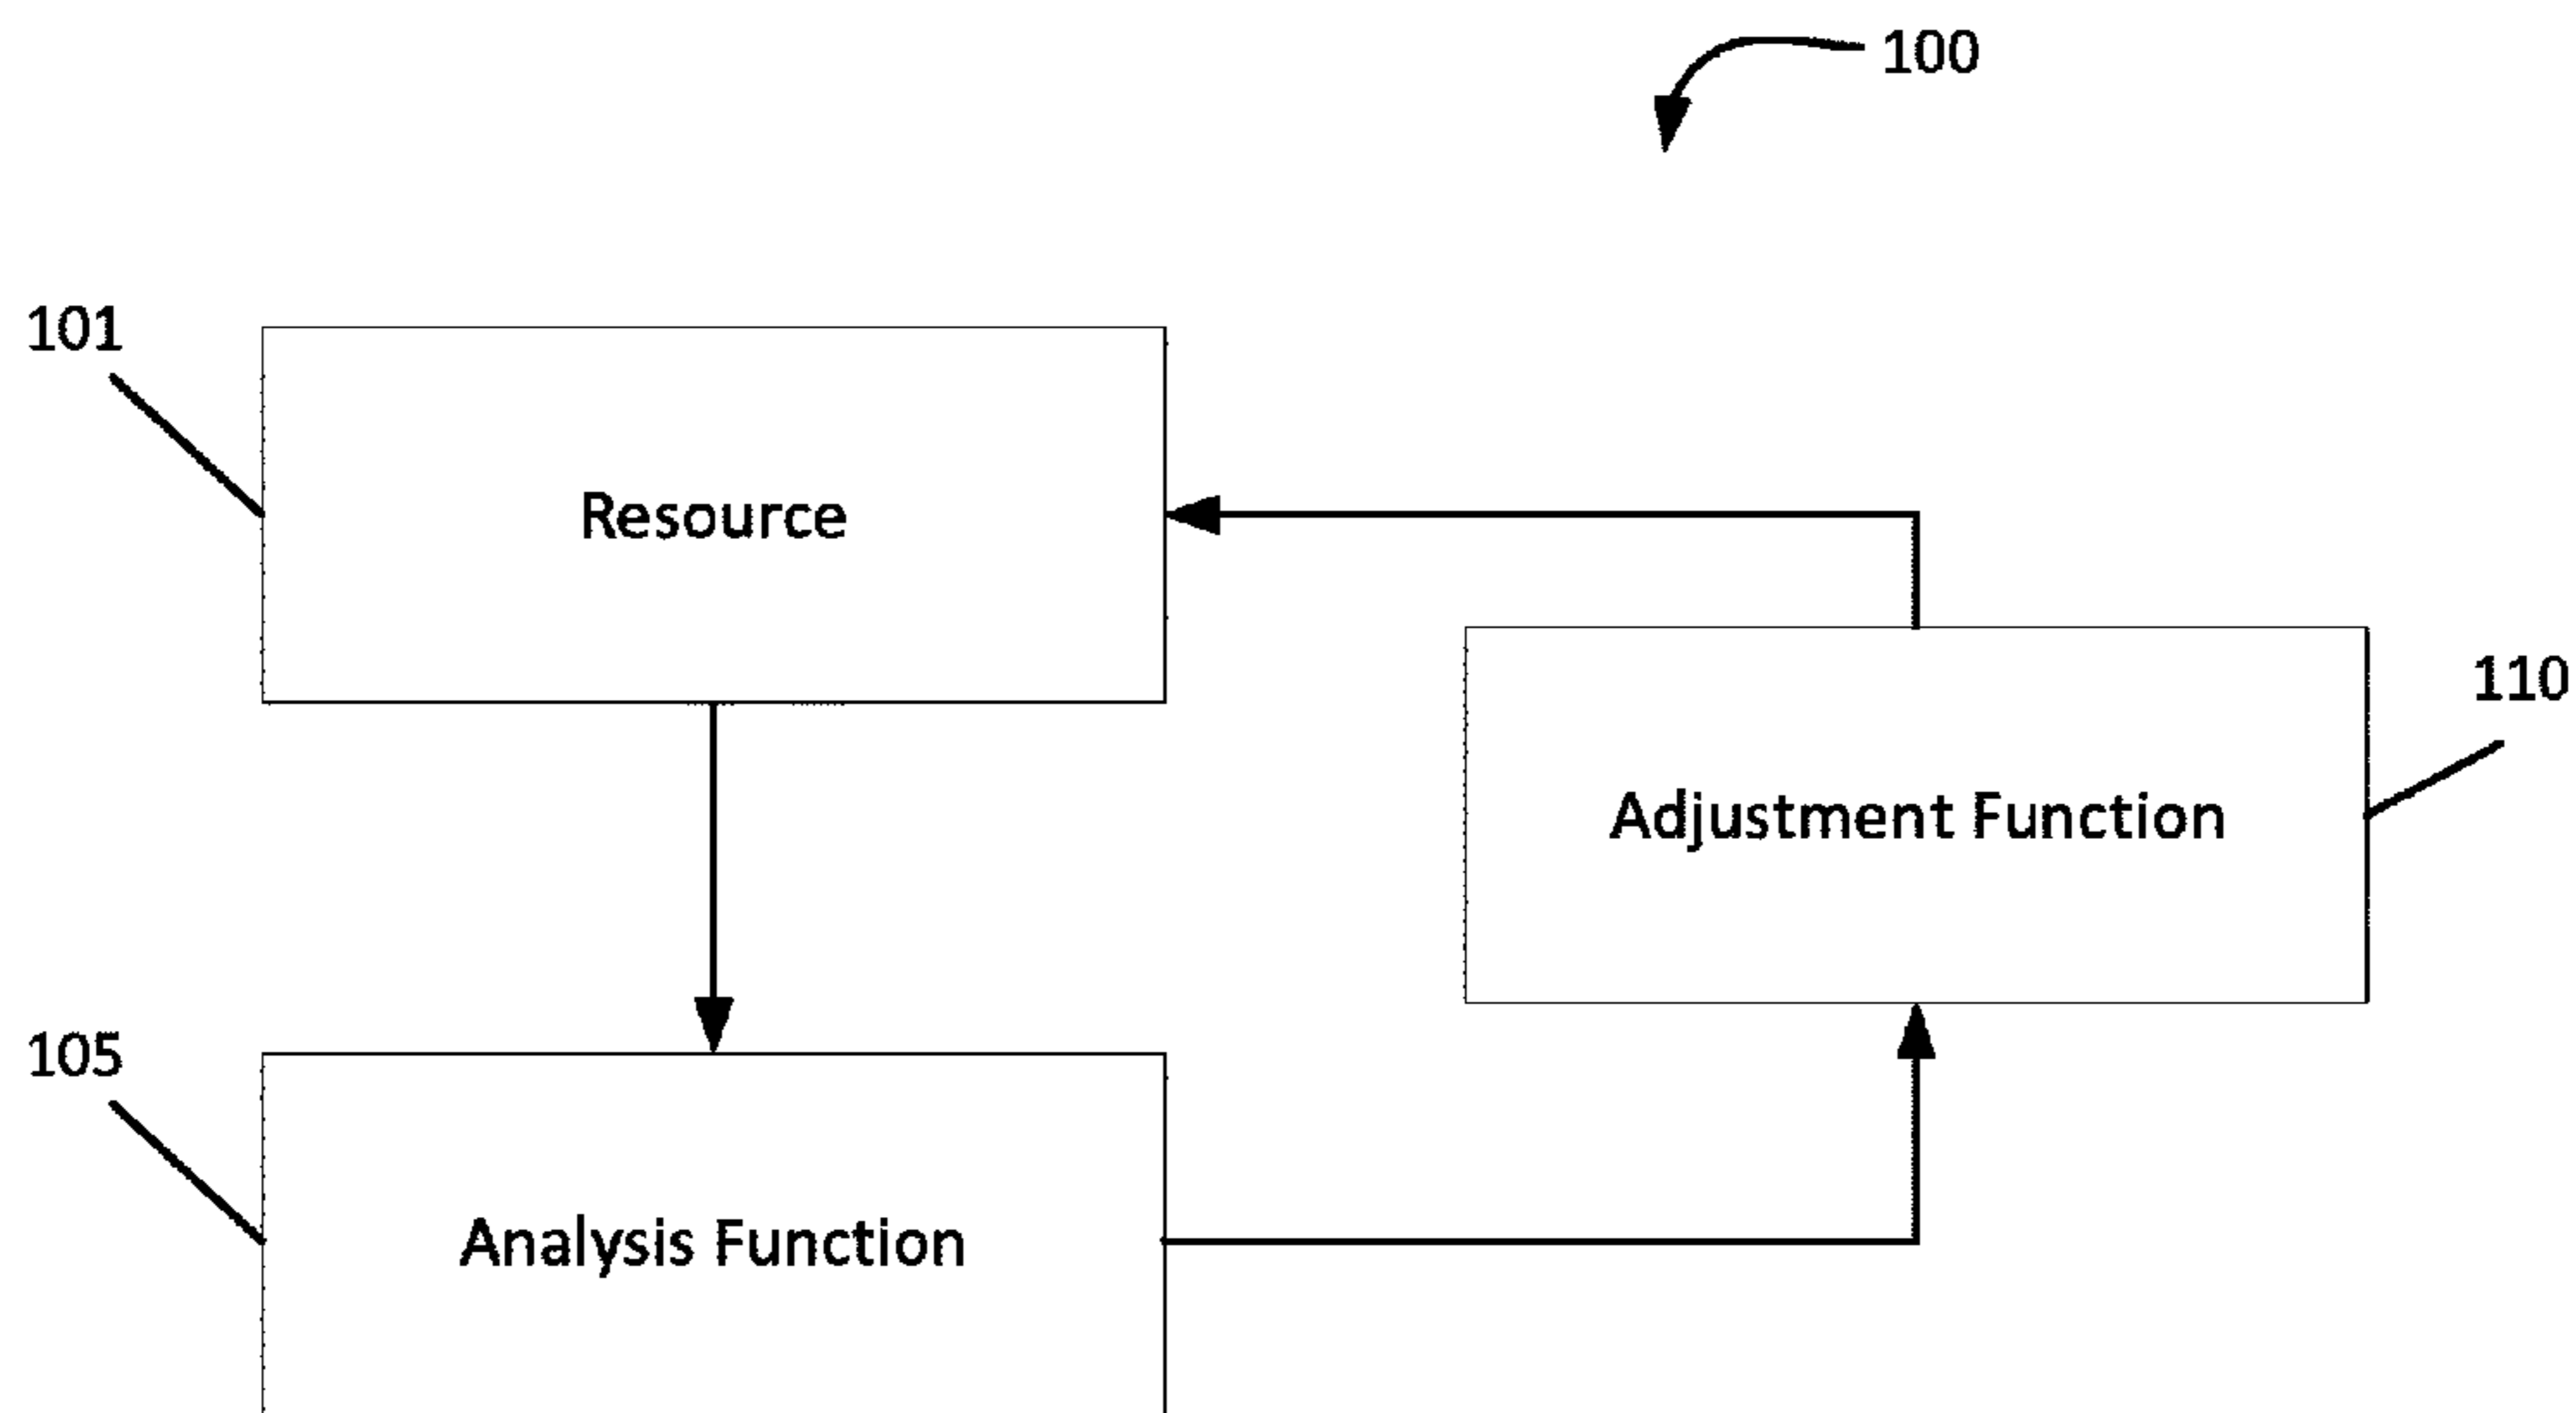 100
101
Resource
110
Adjustment Function
105
Analysis Function